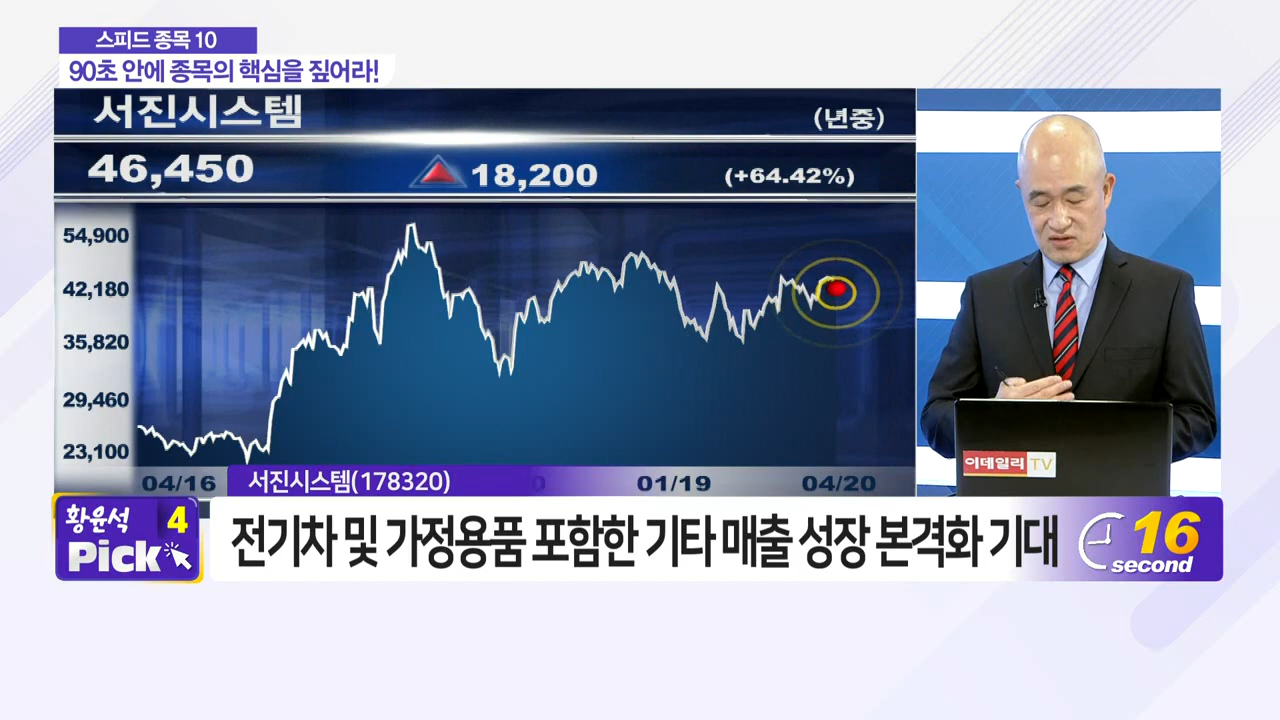 스피드 종목 10
90초 안에 종목의 핵심을 짚어라!
서진시스템
(년중)
46,450 ▲ 18,200 (+64.42%)
54,900
42,180
35,820
29,460
23,100
04/16
01/19
04/20
이데일리 TV
서진시스템(178320)
황윤석 4
Pick
전기차 및 가정용품 포함한 기타 매출 성장 본격화 기대
16
second